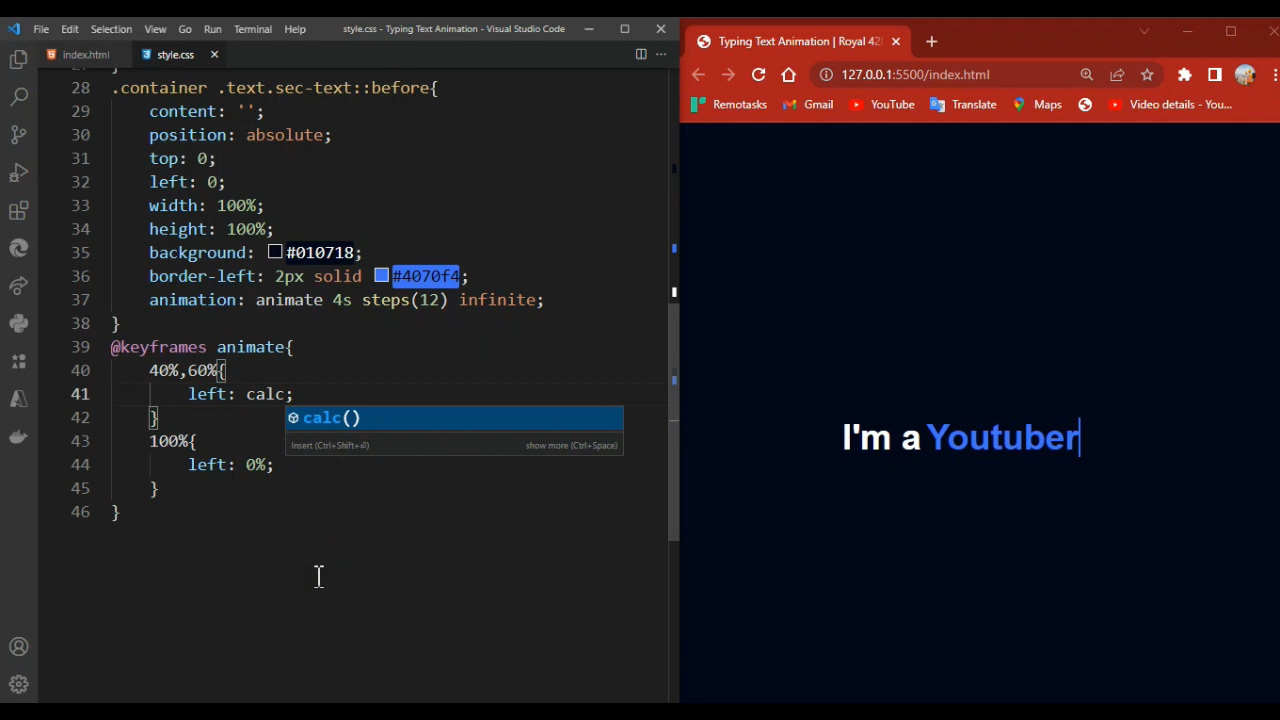 File Edit Selection View Go Run Terminal Help style.css - Typing Text Animation - Visual Studio Code
index.html style.css
28 .container .text.sec-text::before{
29 content: '';
30 position: absolute;
31 top: 0;
32 left: 0;
33 width: 100%;
34 height: 100%;
35 background: #010718;
36 border-left: 2px solid #4070f4;
37 animation: animate 4s steps(12) infinite;
38 }
39 @keyframes animate{
40 40%,60%{
41 left: calc;
calc()
Insert (Ctrl+Shift+⏎) show more (Ctrl+Space)
42 }
43 100%{
44 left: 0%;
45 }
46 }
Typing Text Animation | Royal 42
127.0.0.1:5500/index.html
Remotasks Gmail YouTube Translate Maps Video details - You...
I'm a Youtuber